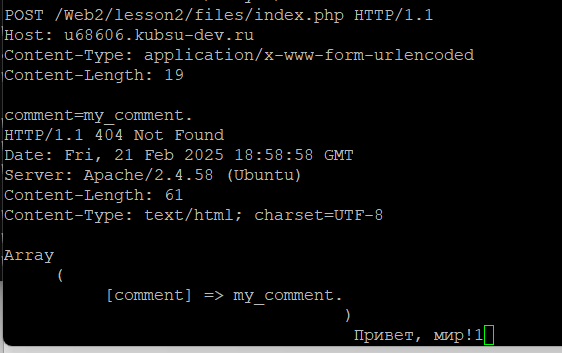 POST /Web2/lesson2/files/index.php HTTP/1.1
Host: u68606.kubsu-dev.ru
Content-Type: application/x-www-form-urlencoded
Content-Length: 19

comment=my_comment.
HTTP/1.1 404 Not Found
Date: Fri, 21 Feb 2025 18:58:58 GMT
Server: Apache/2.4.58 (Ubuntu)
Content-Length: 61
Content-Type: text/html; charset=UTF-8

Array
(
[comment] => my_comment.
)
Привет, мир!1